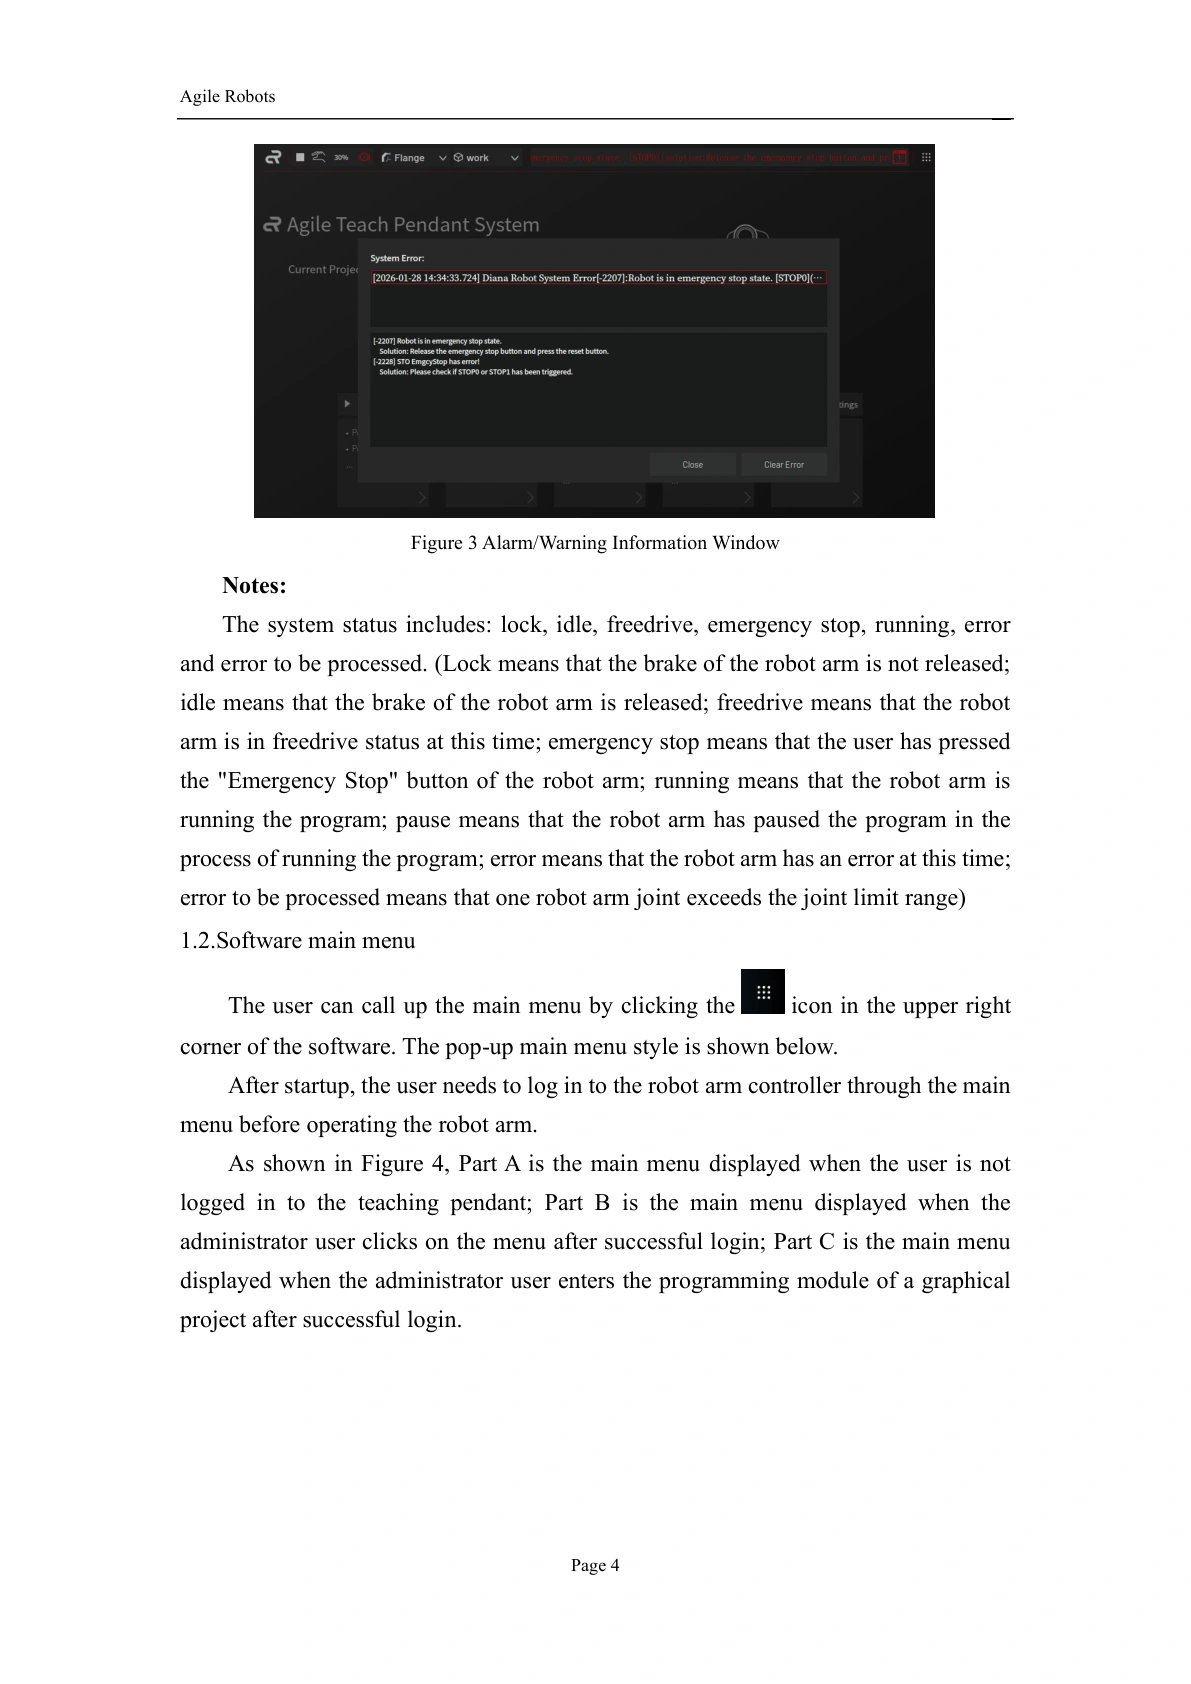 Agile Robots
30% Flange work
Agile Teach Pendant System
Current Projec
System Error:
[2026-01-28 14:34:33.724] Diana Robot System Error[-2207]:Robot is in emergency stop state. [STOP0](···
[-2207] Robot is in emergency stop state.
Solution: Release the emergency stop button and press the reset button.
[-2228] STO EmgcyStop has error!
Solution: Please check if STOP0 or STOP1 has been triggered.
tings
Close Clear Error
Figure 3 Alarm/Warning Information Window
Notes:
The system status includes: lock, idle, freedrive, emergency stop, running, error
and error to be processed. (Lock means that the brake of the robot arm is not released;
idle means that the brake of the robot arm is released; freedrive means that the robot
arm is in freedrive status at this time; emergency stop means that the user has pressed
the "Emergency Stop" button of the robot arm; running means that the robot arm is
running the program; pause means that the robot arm has paused the program in the
process of running the program; error means that the robot arm has an error at this time;
error to be processed means that one robot arm joint exceeds the joint limit range)
1.2.Software main menu
The user can call up the main menu by clicking the icon in the upper right
corner of the software. The pop-up main menu style is shown below.
After startup, the user needs to log in to the robot arm controller through the main
menu before operating the robot arm.
As shown in Figure 4, Part A is the main menu displayed when the user is not
logged in to the teaching pendant; Part B is the main menu displayed when the
administrator user clicks on the menu after successful login; Part C is the main menu
displayed when the administrator user enters the programming module of a graphical
project after successful login.
Page 4